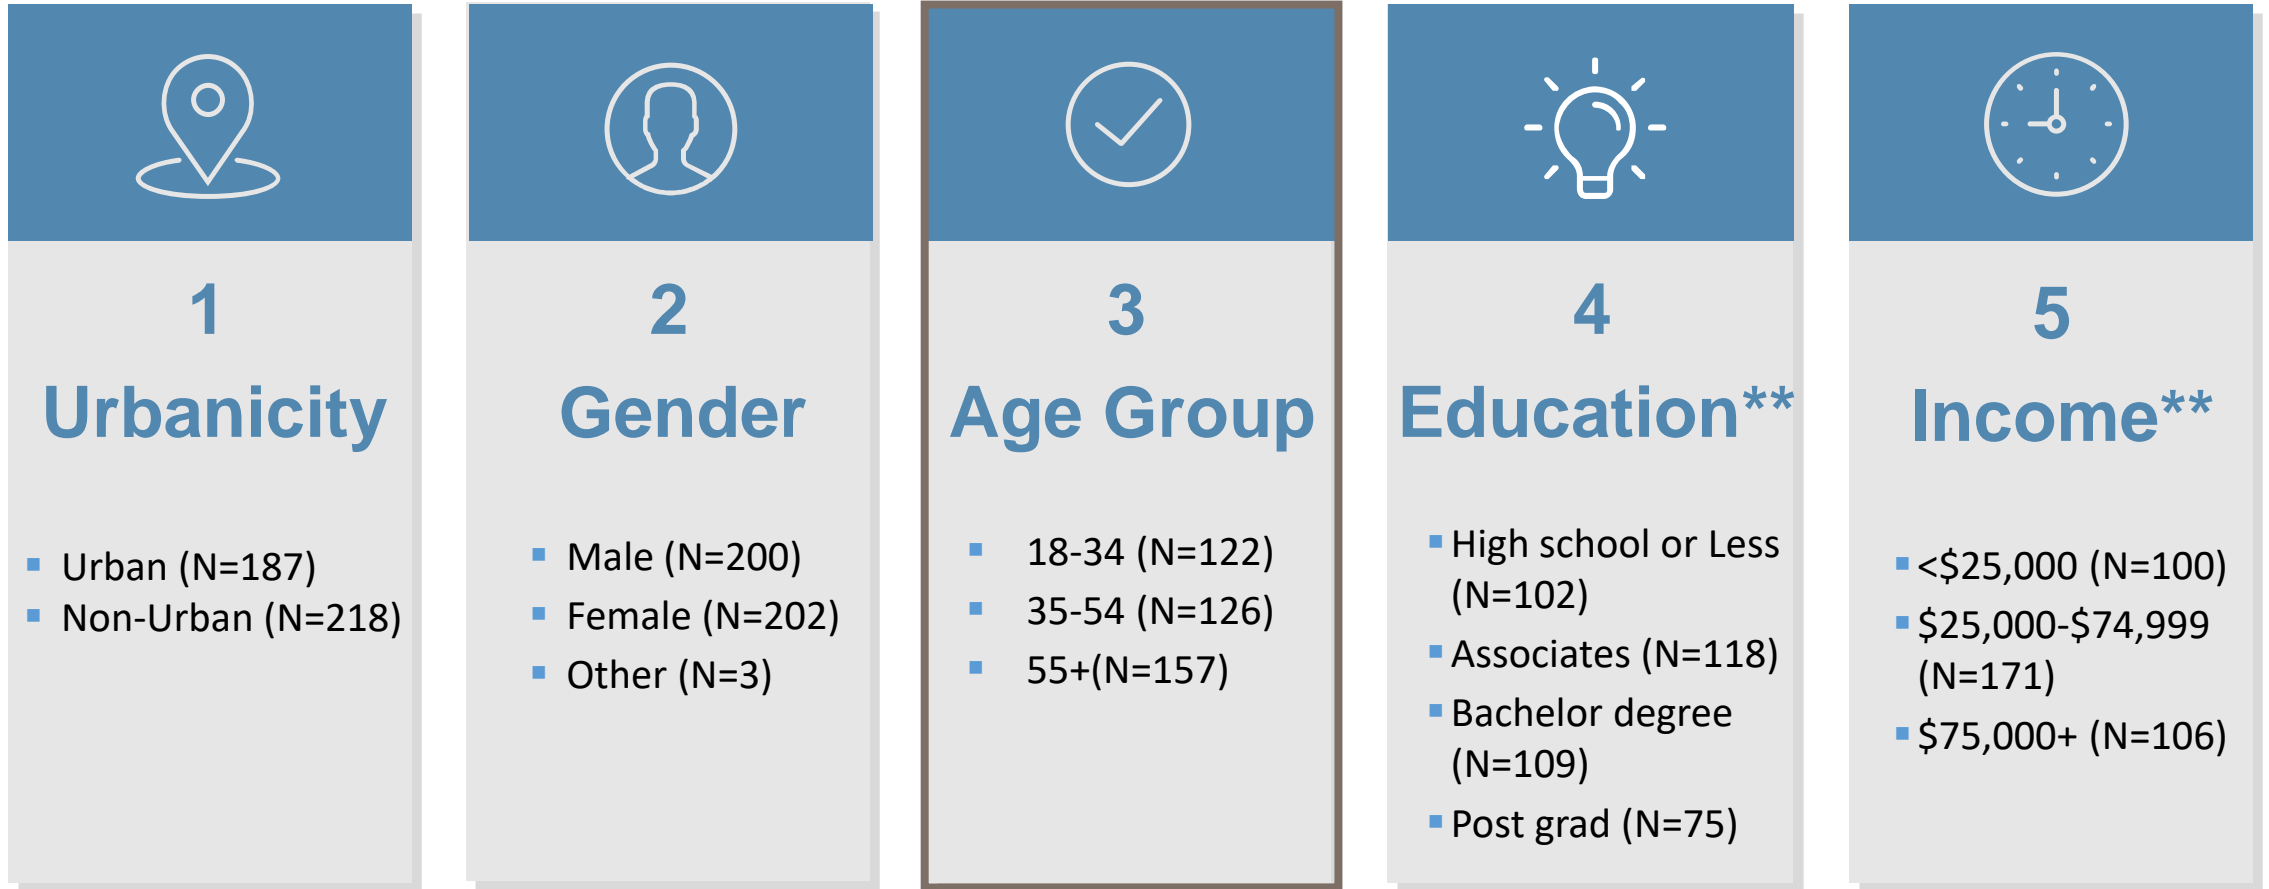 1
Urbanicity
▪ Urban (N=187)
▪ Non-Urban (N=218)
2
Gender
▪ Male (N=200)
▪ Female (N=202)
▪ Other (N=3)
3
Age Group
▪ 18-34 (N=122)
▪ 35-54 (N=126)
▪ 55+(N=157)
4
Education**
▪ High school or Less
(N=102)
▪ Associates (N=118)
▪ Bachelor degree
(N=109)
▪ Post grad (N=75)
5
Income**
▪ <$25,000 (N=100)
▪ $25,000-$74,999
(N=171)
▪ $75,000+ (N=106)